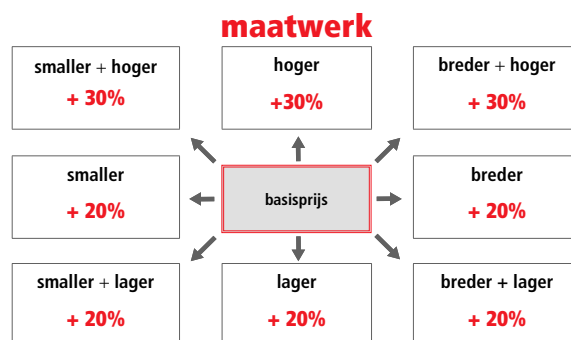 maatwerk
smaller + hoger
+ 30%
hoger
+30%
breder + hoger
+ 30%
smaller
+ 20%
basisprijs
breder
+ 20%
smaller + lager
+ 20%
lager
+ 20%
breder + lager
+ 20%